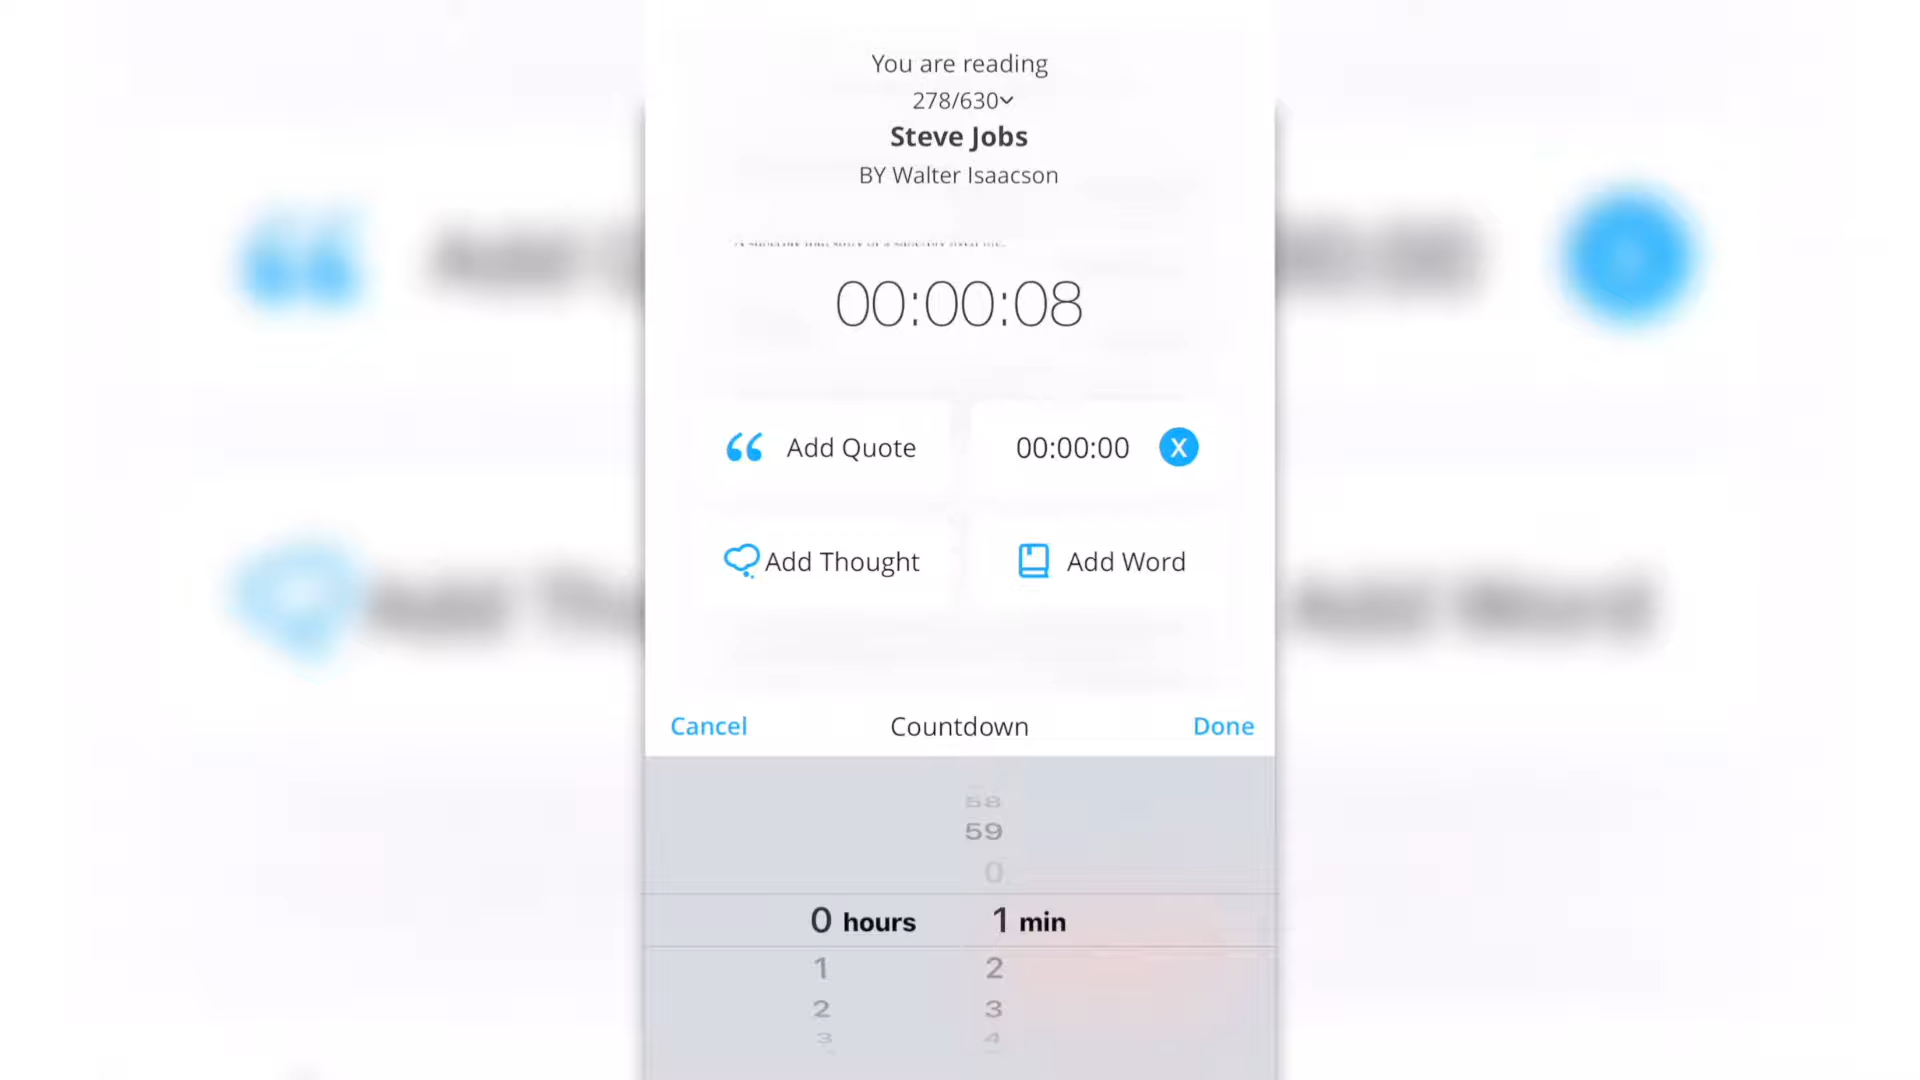 You are reading
278/630
Steve Jobs
BY Walter Isaacson
00:00:08
Add Quote
00:00:00 X
Add Thought
Add Word
Cancel
Countdown
Done
58
59
0
0 hours 1 min
1 2
2 3
3 4